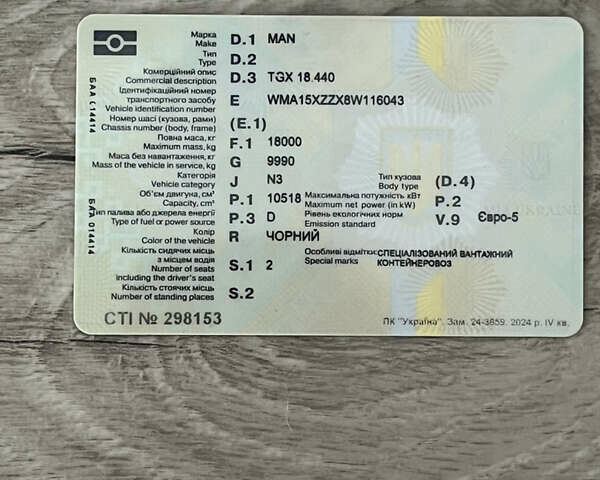 Марка
Make D.1 MAN
Тип
Type D.2
Комерційний опис
Commercial description D.3 TGX 18.440
Ідентифікаційний номер
транспортного засобу
Vehicle identification number E WMA15XZZX8W116043
Номер шасі (кузова, рами)
Chassis number (body, frame) (E.1)
Повна маса, кг
Maximum mass, kg F.1 18000
Маса без навантаження, кг
Mass of the vehicle in service, kg G 9990
Категорія
Vehicle category J N3
Тип кузова
Body type (D.4)
Об'єм двигуна, см³
Capacity, cm³ P.1 10518
Максимальна потужність кВт
Maximum net power (in kW) P.2
Тип палива або джерела енергії
Type of fuel or power source P.3 D
Рівень екологічних норм
Emission standard V.9 Євро-5
Колір
Color of the vehicle R ЧОРНИЙ
Кількість сидячих місць
з місцем водія
Number of seats
including the driver's seat S.1 2
Особливі відмітки: СПЕЦІАЛІЗОВАНИЙ ВАНТАЖНИЙ
Special marks КОНТЕЙНЕРОВОЗ
Кількість стоячих місць
Number of standing places S.2
СТІ № 298153
ПК "Україна". Зам. 24-3859. 2024 р. IV кв.
014414
UKRAINE